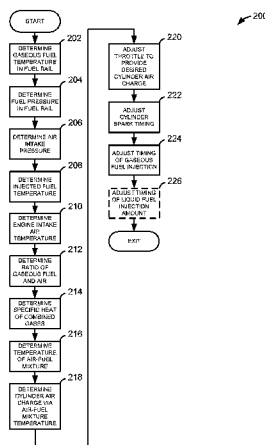 200
START
202
DETERMINE
GASEOUS FUEL
TEMPERATURE
IN FUEL RAIL
204
DETERMINE
FUEL PRESSURE
IN FUEL RAIL
206
DETERMINE AIR
INTAKE
PRESSURE
208
DETERMINE
INJECTED FUEL
TEMPERATURE
210
DETERMINE
ENGINE INTAKE
AIR
TEMPERATURE
212
DETERMINE
RATIO OF
GASEOUS FUEL
AND AIR
214
DETERMINE
SPECIFIC HEAT
OF COMBINED
GASES
216
DETERMINE
TEMPERATURE
OF AIR-FUEL
MIXTURE
218
DETERMINE
CYLINDER AIR
CHARGE VIA
AIR-FUEL
MIXTURE
TEMPERATURE
220
ADJUST
THROTTLE TO
PROVIDE
DESIRED
CYLINDER AIR
CHARGE
222
ADJUST
CYLINDER
SPARK TIMING
224
ADJUST TIMING
OF GASEOUS
FUEL INJECTION
226
ADJUST TIMING
OF LIQUID FUEL
INJECTION
AMOUNT
EXIT